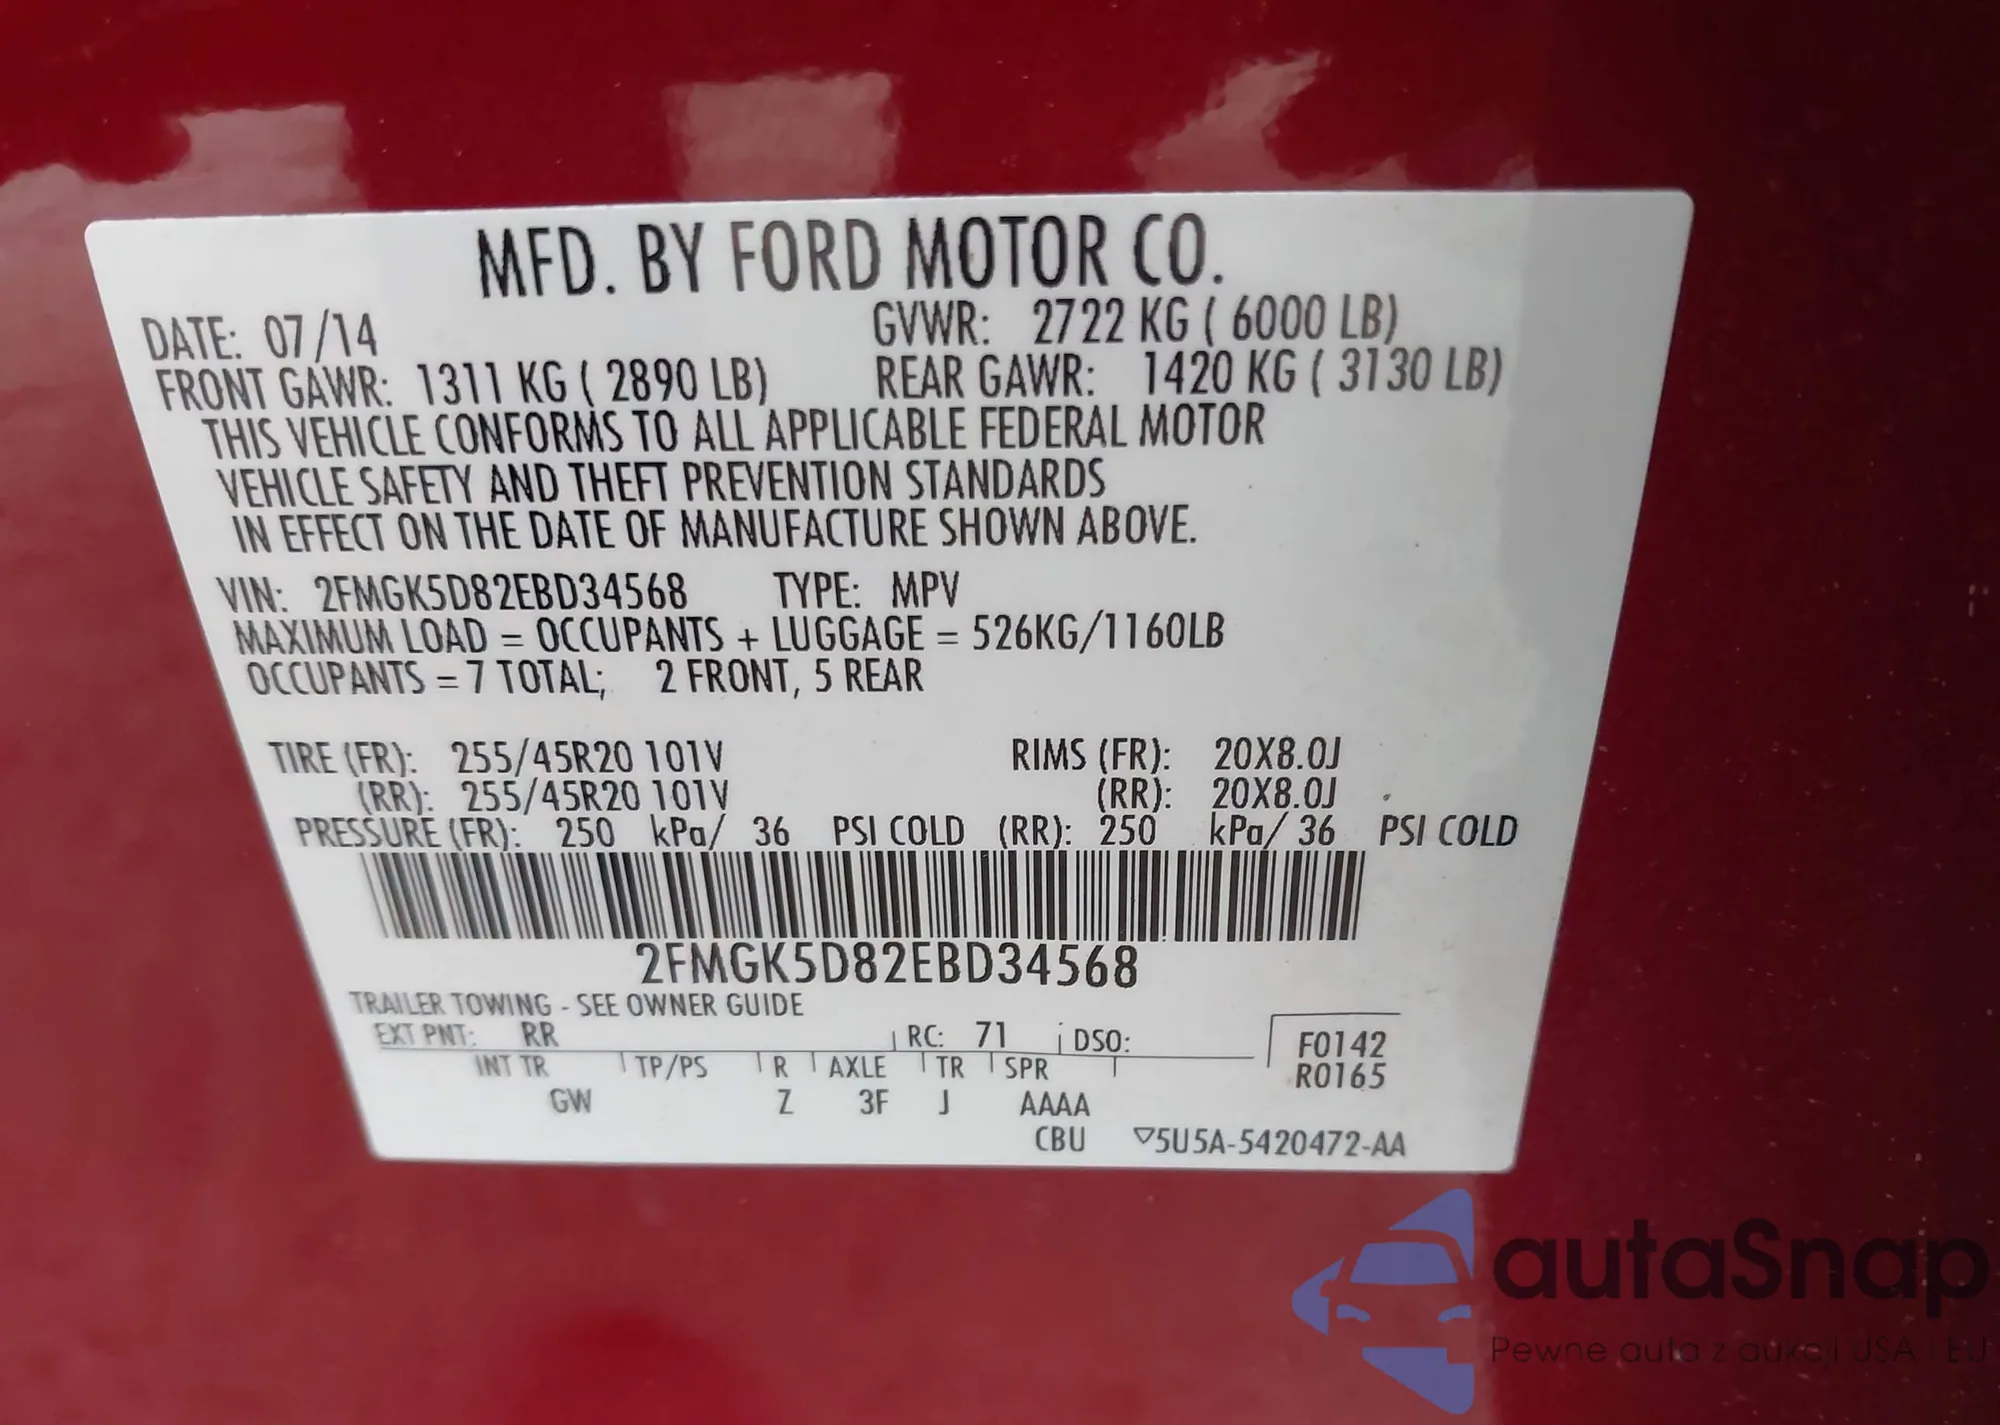 MFD. BY FORD MOTOR CO.
DATE: 07/14 GVWR: 2722 KG ( 6000 LB)
FRONT GAWR: 1311 KG ( 2890 LB) REAR GAWR: 1420 KG ( 3130 LB)
THIS VEHICLE CONFORMS TO ALL APPLICABLE FEDERAL MOTOR
VEHICLE SAFETY AND THEFT PREVENTION STANDARDS
IN EFFECT ON THE DATE OF MANUFACTURE SHOWN ABOVE.
VIN: 2FMGK5D82EBD34568 TYPE: MPV
MAXIMUM LOAD = OCCUPANTS + LUGGAGE = 526KG/1160LB
OCCUPANTS = 7 TOTAL; 2 FRONT, 5 REAR
TIRE (FR): 255/45R20 101V RIMS (FR): 20X8.0J
(RR): 255/45R20 101V (RR): 20X8.0J
PRESSURE (FR): 250 kPa/ 36 PSI COLD (RR): 250 kPa/ 36 PSI COLD
2FMGK5D82EBD34568
TRAILER TOWING - SEE OWNER GUIDE
EXT PNT: RR RC: 71 DSO: F0142
INT TR TP/PS R AXLE TR SPR R0165
GW Z 3F J AAAA
CBU ▽5U5A-5420472-AA
autaSnap
Pewne auta z aukcji USA i EU